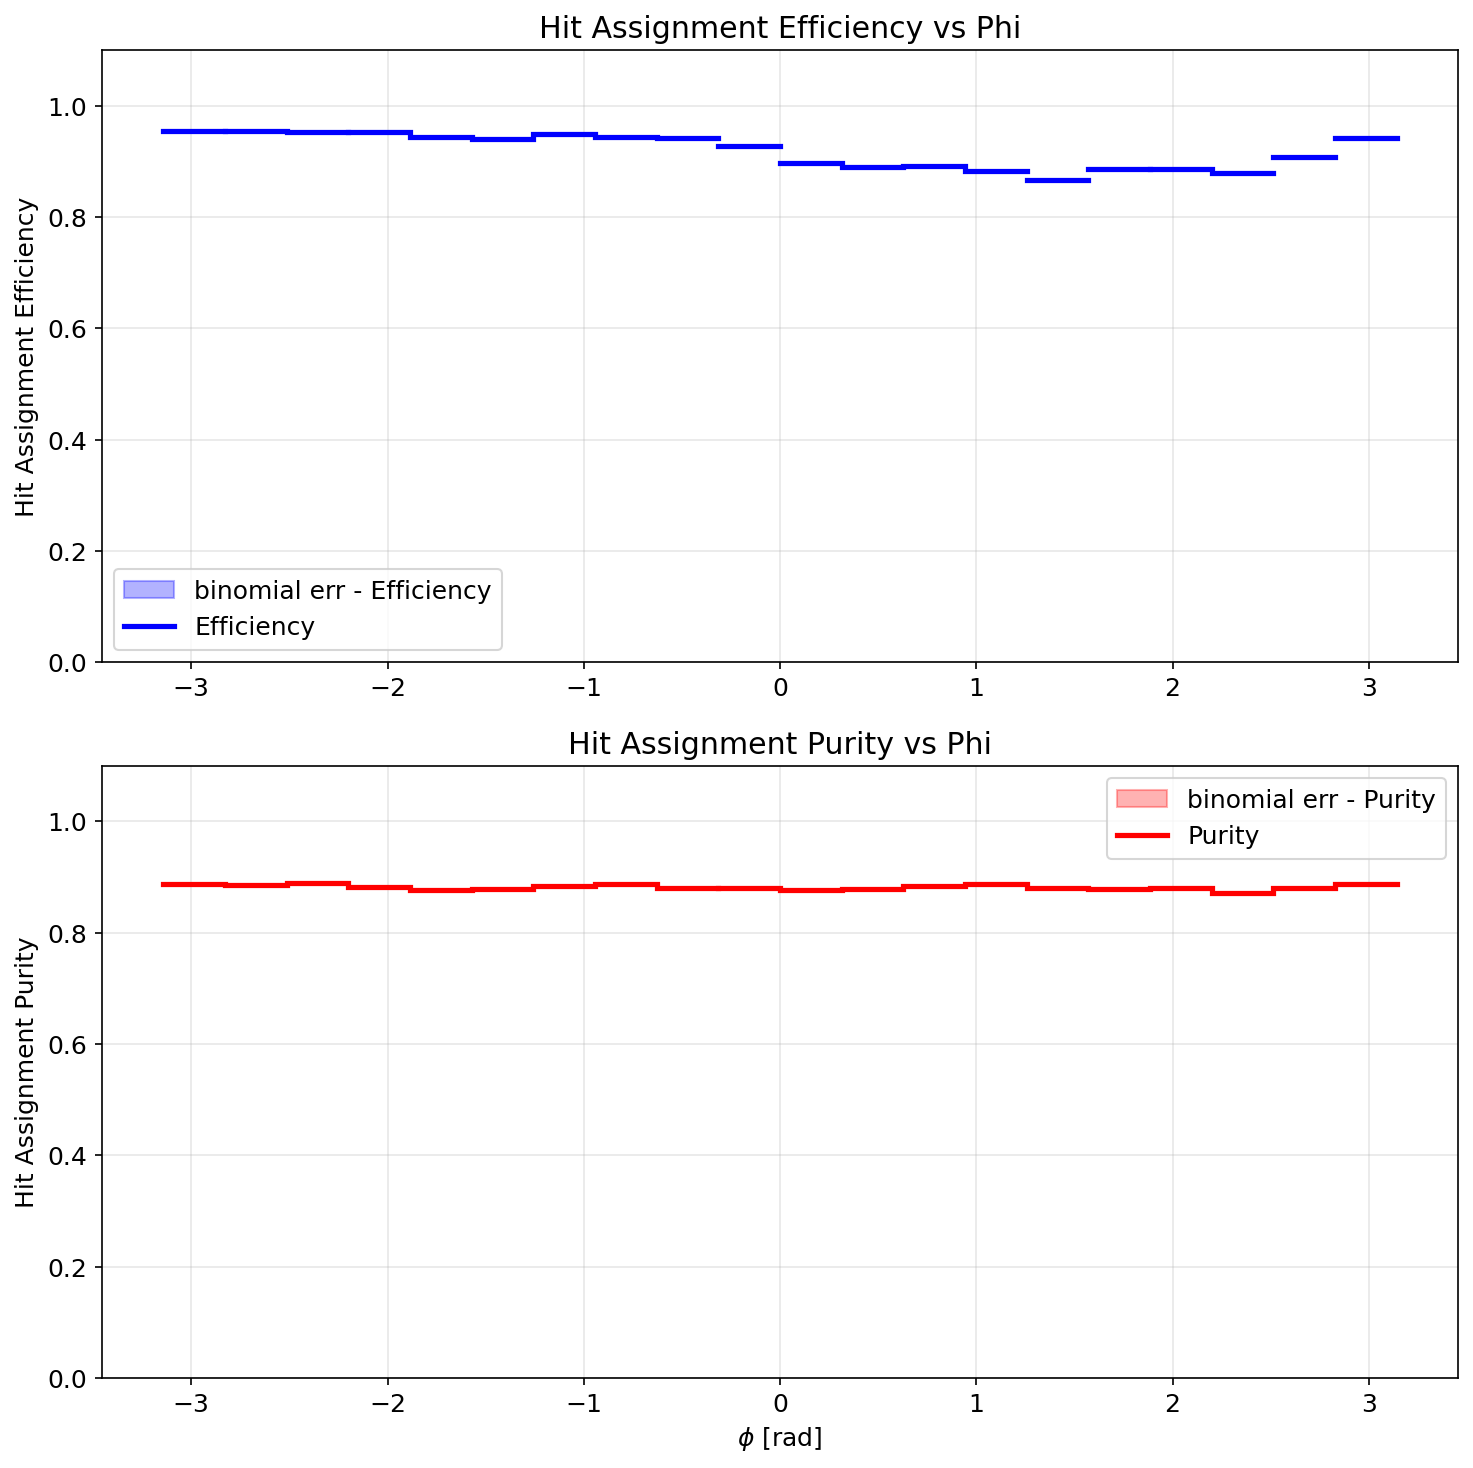 Hit Assignment Efficiency vs Phi
Hit Assignment Efficiency
1.0
0.8
0.6
0.4
0.2
0.0
binomial err - Efficiency
Efficiency
−3 −2 −1 0 1 2 3
Hit Assignment Purity vs Phi
Hit Assignment Purity
1.0
0.8
0.6
0.4
0.2
0.0
binomial err - Purity
Purity
−3 −2 −1 0 1 2 3
ϕ [rad]